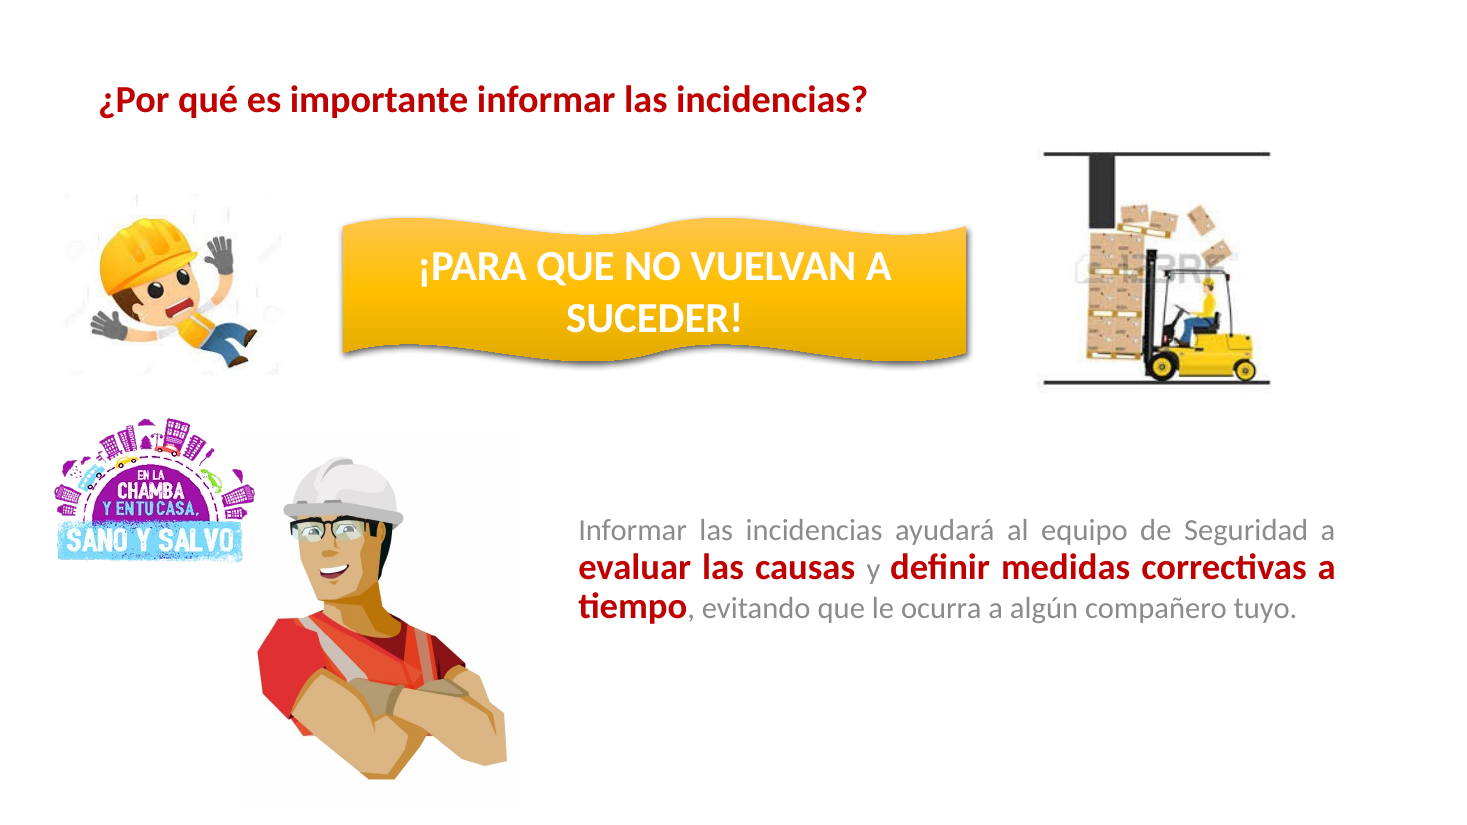 ¿Por qué es importante informar las incidencias?
¡PARA QUE NO VUELVAN A
SUCEDER!
EN LA
CHAMBA
Y EN TU CASA,
SANO Y SALVO
Informar las incidencias ayudará al equipo de Seguridad a
evaluar las causas y definir medidas correctivas a
tiempo, evitando que le ocurra a algún compañero tuyo.